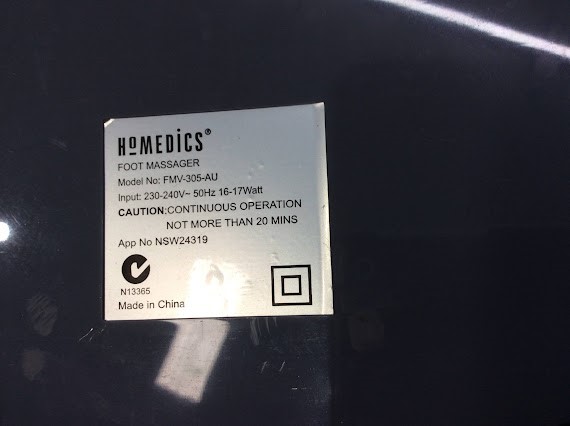 HoMEDiCS®
FOOT MASSAGER
Model No: FMV-305-AU
Input: 230-240V~ 50Hz 16-17Watt
CAUTION:CONTINUOUS OPERATION
NOT MORE THAN 20 MINS
App No NSW24319
N13365
Made in China